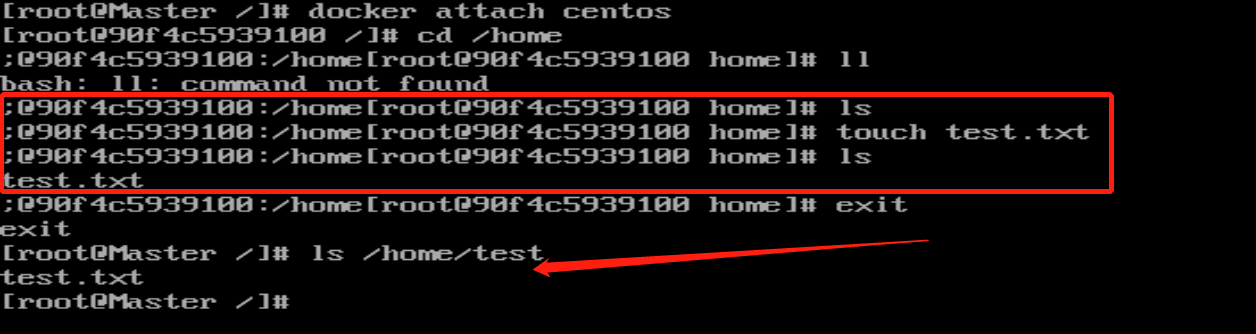 [root@Master /]# docker attach centos
[root@90f4c5939100 /]# cd /home
;@90f4c5939100:/home[root@90f4c5939100 home]# ll
bash: ll: command not found
;@90f4c5939100:/home[root@90f4c5939100 home]# ls
;@90f4c5939100:/home[root@90f4c5939100 home]# touch test.txt
;@90f4c5939100:/home[root@90f4c5939100 home]# ls
test.txt
;@90f4c5939100:/home[root@90f4c5939100 home]# exit
exit
[root@Master /]# ls /home/test
test.txt
[root@Master /]#